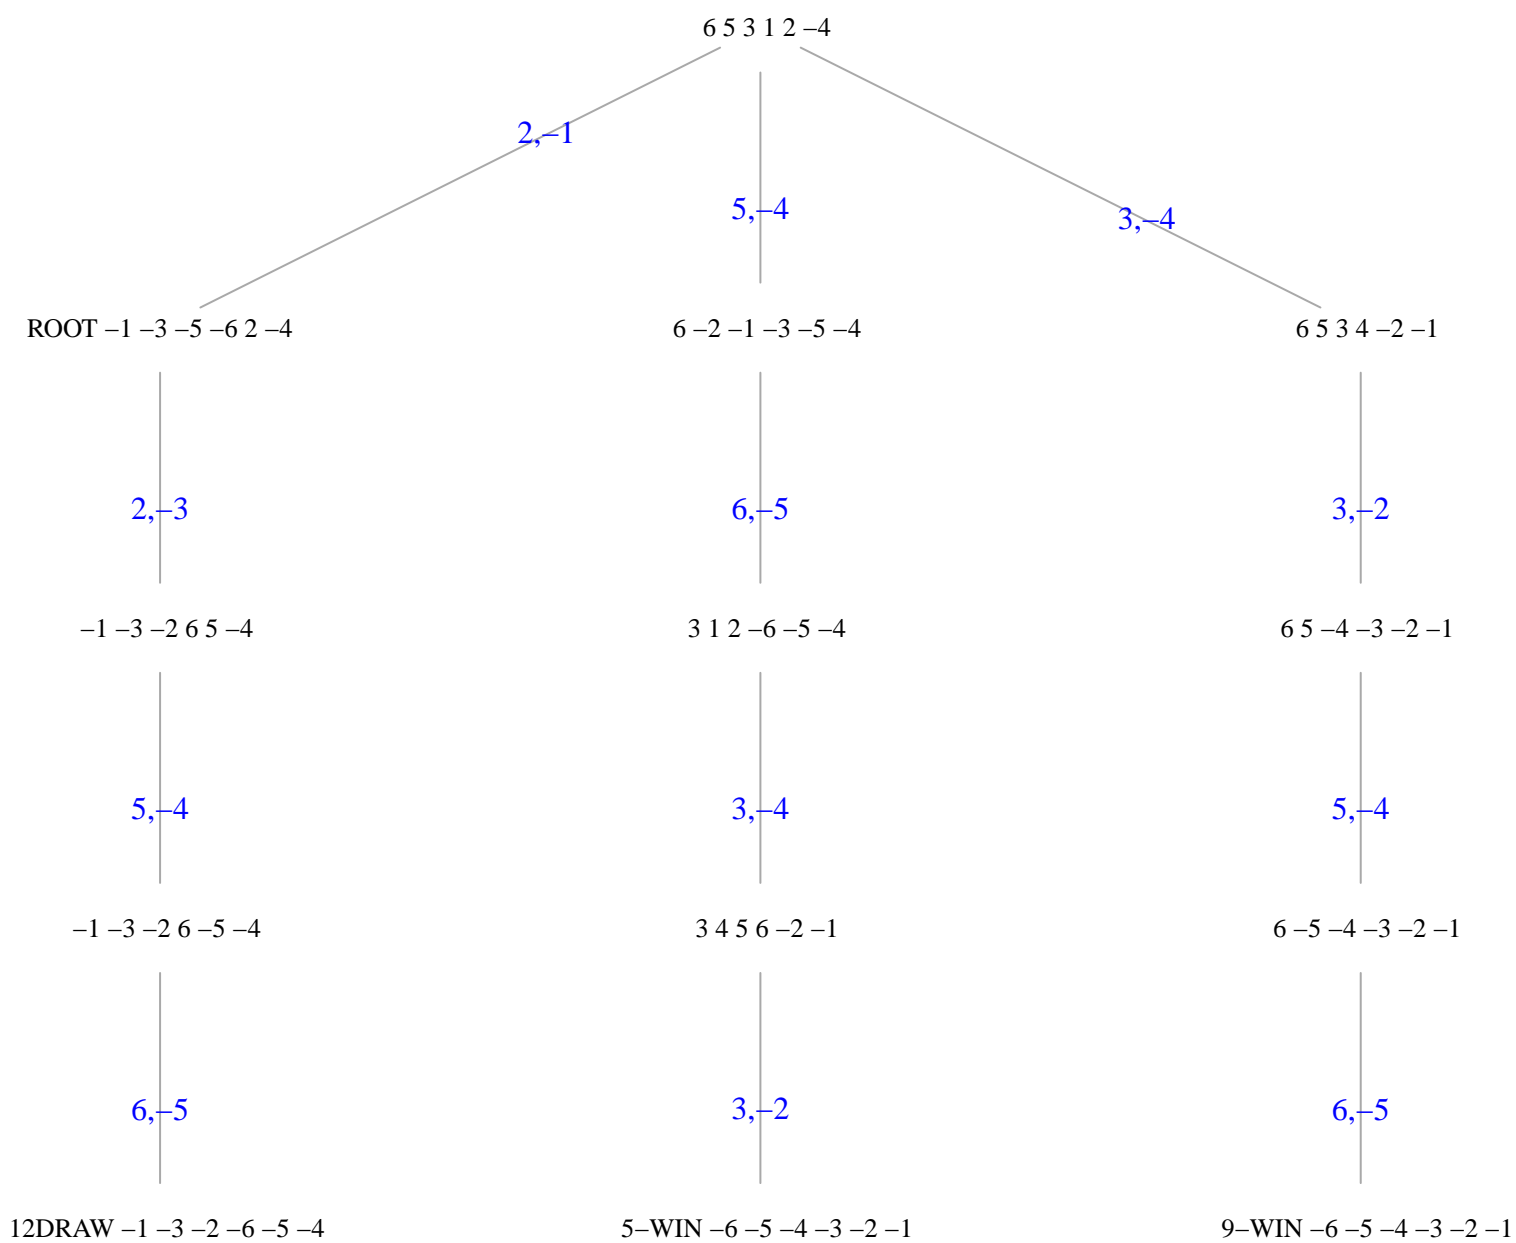 6 5 3 1 2 –4
2,–1
5,–4
3,–4
ROOT –1 –3 –5 –6 2 –4
6 –2 –1 –3 –5 –4
6 5 3 4 –2 –1
2,–3
6,–5
3,–2
–1 –3 –2 6 5 –4
3 1 2 –6 –5 –4
6 5 –4 –3 –2 –1
5,–4
3,–4
5,–4
–1 –3 –2 6 –5 –4
3 4 5 6 –2 –1
6 –5 –4 –3 –2 –1
6,–5
3,–2
6,–5
12DRAW –1 –3 –2 –6 –5 –4
5–WIN –6 –5 –4 –3 –2 –1
9–WIN –6 –5 –4 –3 –2 –1